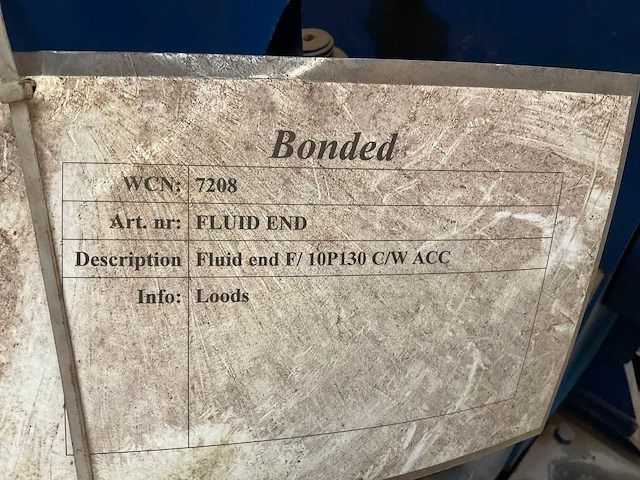 Bonded
WCN: 7208
Art. nr: FLUID END
Description Fluid end F/ 10P130 C/W ACC
Info: Loods